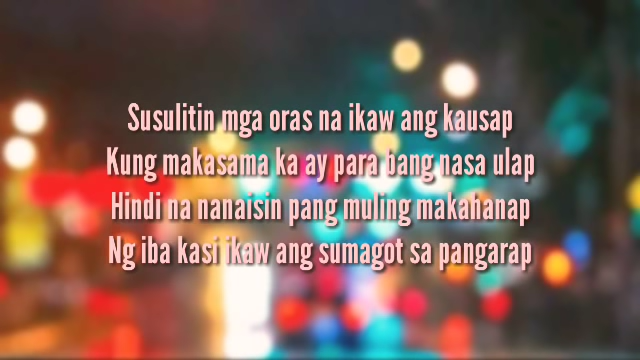 Susulitin mga oras na ikaw ang kausap
Kung makasama ka ay para bang nasa ulap
Hindi na nanaisin pang muling makahanap
Ng iba kasi ikaw ang sumagot sa pangarap